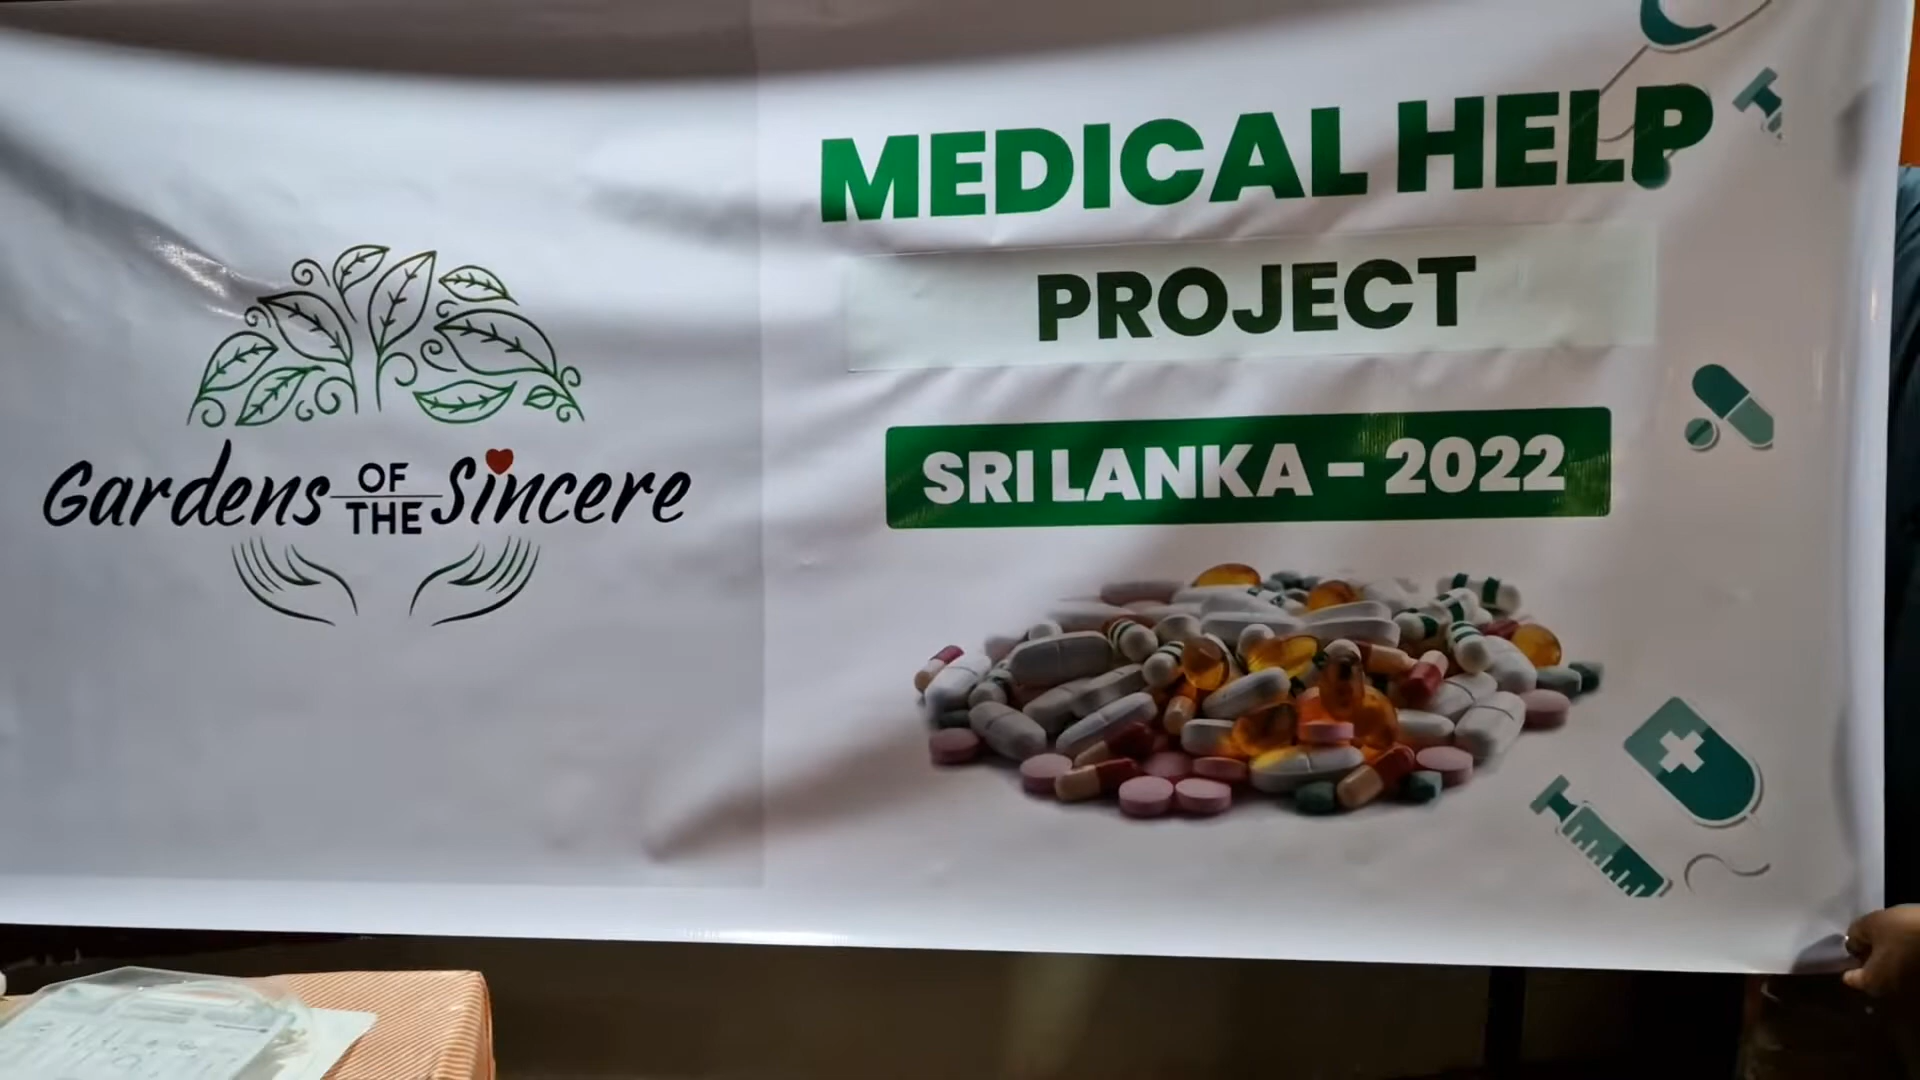 Gardens OF THE Sincere
MEDICAL HELP
PROJECT
SRI LANKA – 2022